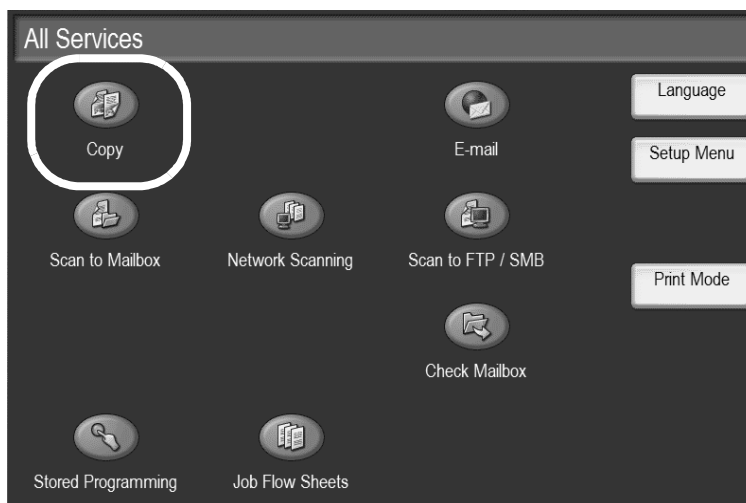 All Services
Copy
E-mail
Language
Setup Menu
Scan to Mailbox
Network Scanning
Scan to FTP / SMB
Print Mode
Check Mailbox
Stored Programming
Job Flow Sheets